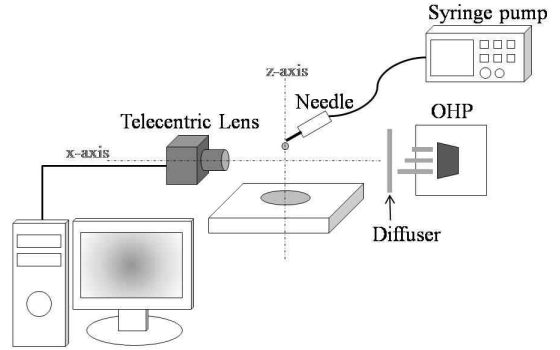 Syringe pump
z-axis
Needle
Telecentric Lens
OHP
x-axis
Diffuser